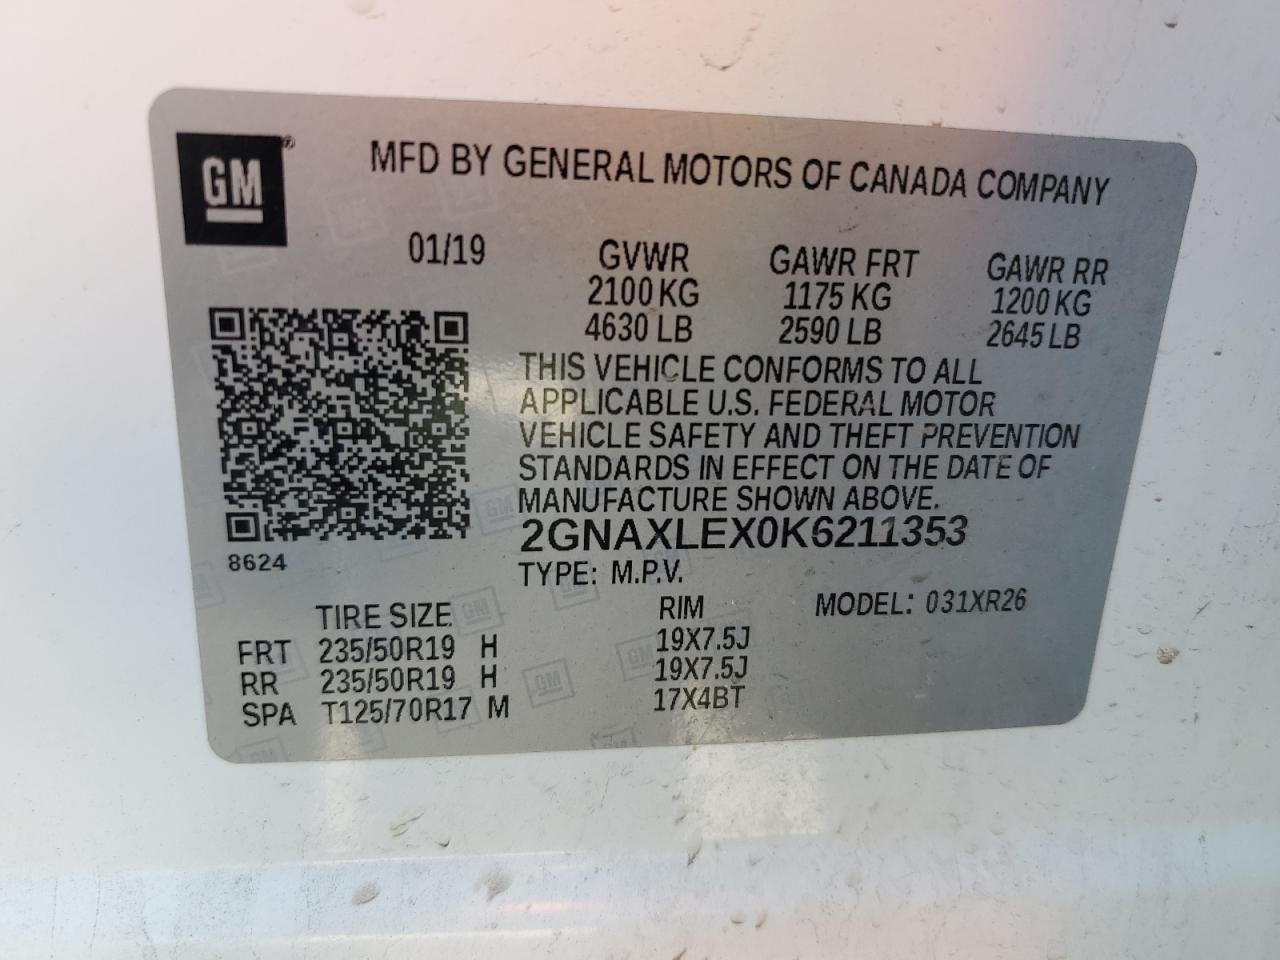 GM®
MFD BY GENERAL MOTORS OF CANADA COMPANY
01/19 GVWR GAWR FRT GAWR RR
2100 KG 1175 KG 1200 KG
4630 LB 2590 LB 2645 LB
THIS VEHICLE CONFORMS TO ALL
APPLICABLE U.S. FEDERAL MOTOR
VEHICLE SAFETY AND THEFT PREVENTION
STANDARDS IN EFFECT ON THE DATE OF
MANUFACTURE SHOWN ABOVE.
2GNAXLEX0K6211353
8624
TYPE: M.P.V.
TIRE SIZE RIM MODEL: 031XR26
FRT 235/50R19 H 19X7.5J
RR 235/50R19 H 19X7.5J
SPA T125/70R17 M 17X4BT